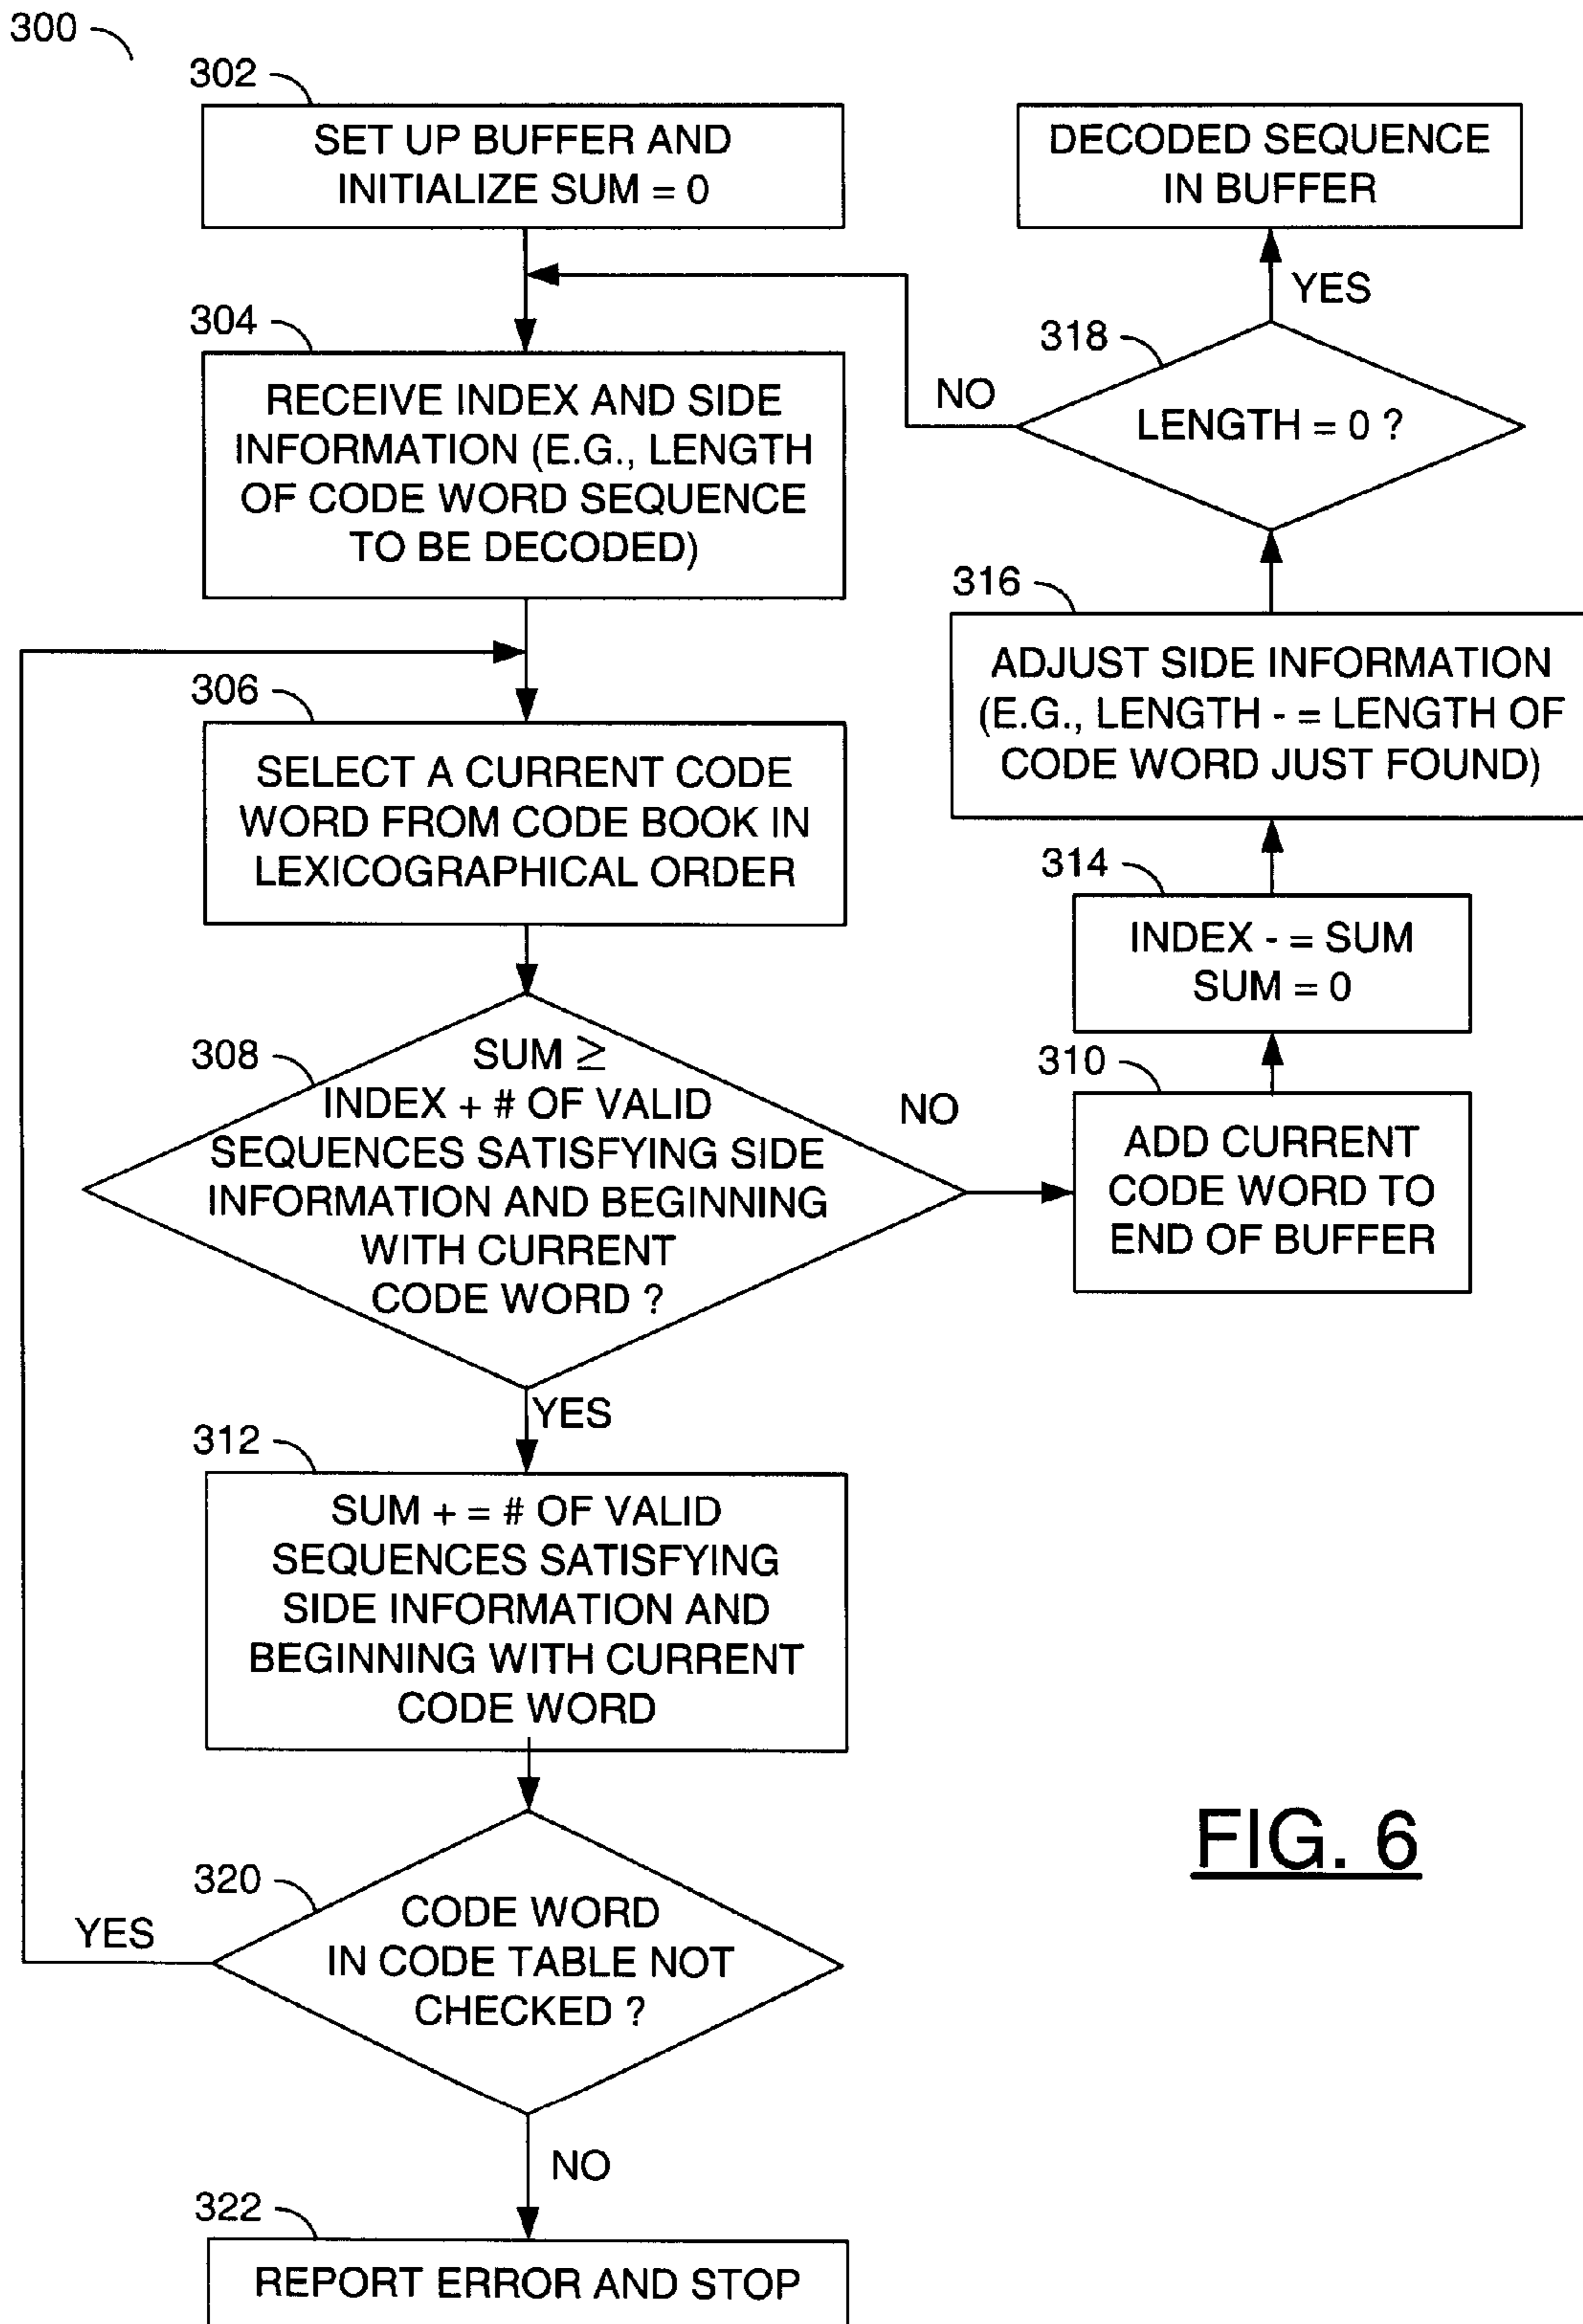 300
302
SET UP BUFFER AND
INITIALIZE SUM = 0
304
RECEIVE INDEX AND SIDE
INFORMATION (E.G., LENGTH
OF CODE WORD SEQUENCE
TO BE DECODED)
306
SELECT A CURRENT CODE
WORD FROM CODE BOOK IN
LEXICOGRAPHICAL ORDER
308
SUM ≥
INDEX + # OF VALID
SEQUENCES SATISFYING SIDE
INFORMATION AND BEGINNING
WITH CURRENT
CODE WORD ?
NO
YES
312
SUM + = # OF VALID
SEQUENCES SATISFYING
SIDE INFORMATION AND
BEGINNING WITH CURRENT
CODE WORD
320
CODE WORD
IN CODE TABLE NOT
CHECKED ?
YES
NO
322
REPORT ERROR AND STOP
310
ADD CURRENT
CODE WORD TO
END OF BUFFER
314
INDEX - = SUM
SUM = 0
316
ADJUST SIDE INFORMATION
(E.G., LENGTH - = LENGTH OF
CODE WORD JUST FOUND)
318
LENGTH = 0 ?
NO
YES
DECODED SEQUENCE
IN BUFFER
FIG. 6